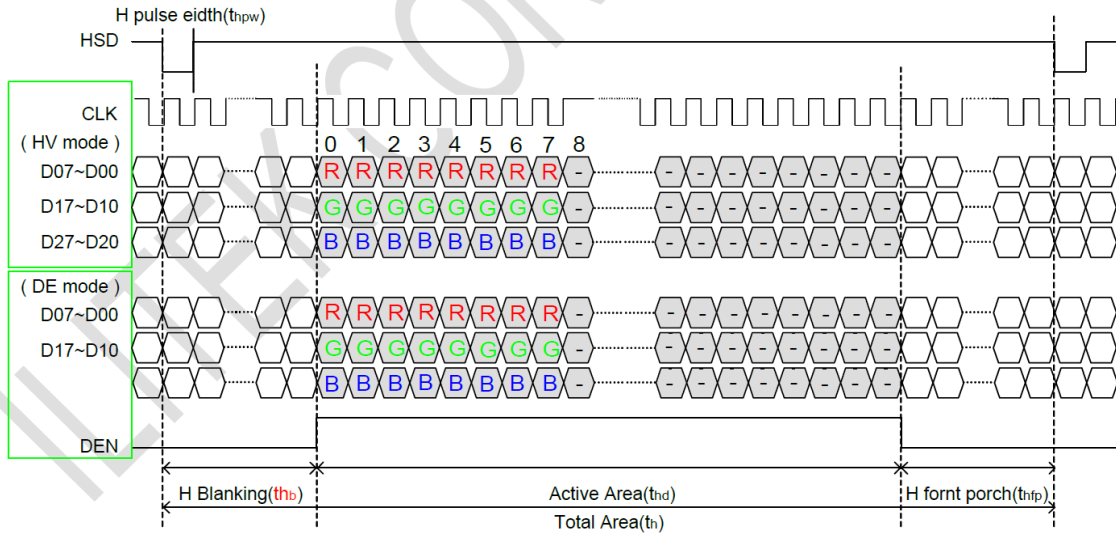 H pulse eidth(thpw)
HSD
CLK
( HV mode )
0 1 2 3 4 5 6 7 8
D07~D00 R R R R R R R R - - - - - - - - -
D17~D10 G G G G G G G G - - - - - - - - -
D27~D20 B B B B B B B B - - - - - - - - -
( DE mode )
D07~D00 R R R R R R R R - - - - - - - - -
D17~D10 G G G G G G G G - - - - - - - - -
B B B B B B B B - - - - - - - - -
DEN
H Blanking(thb) Active Area(thd) H fornt porch(thfp)
Total Area(th)
ILITEK CON